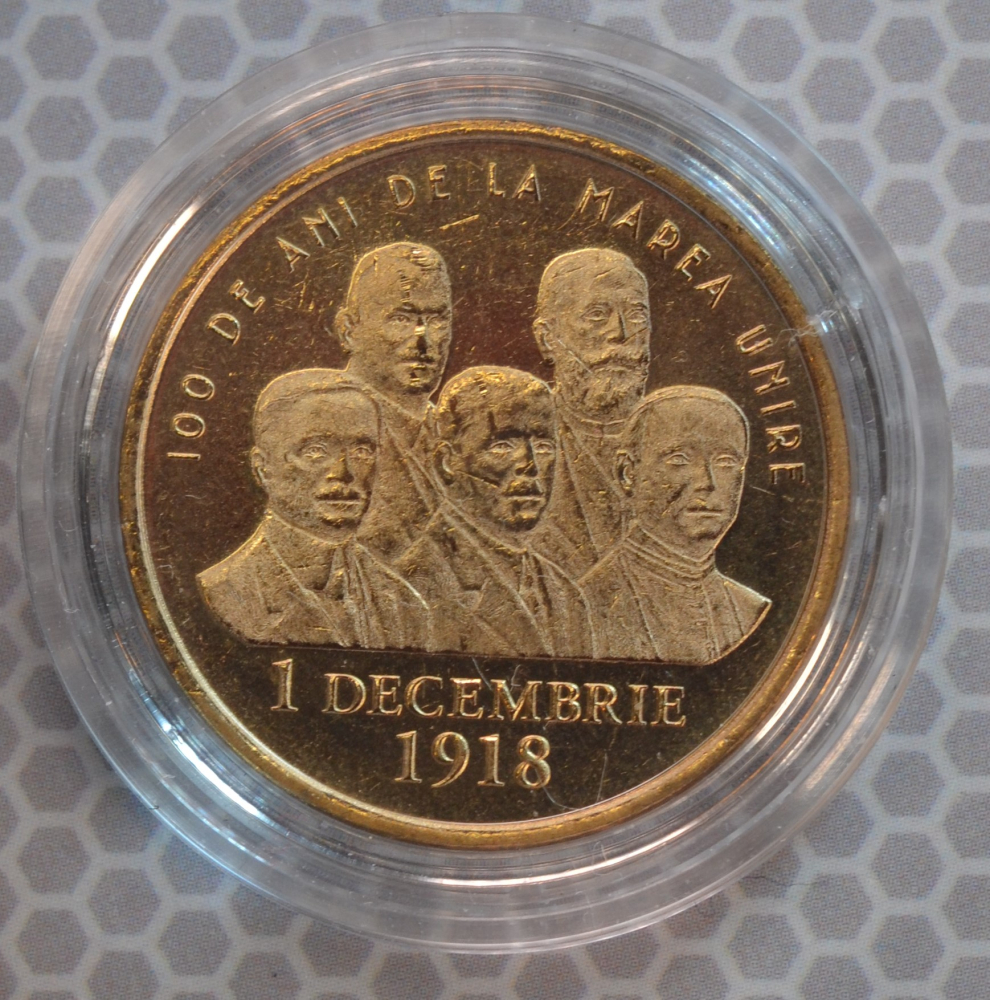 100 DE ANI DE LA MAREA UNIRE
1 DECEMBRIE
1918